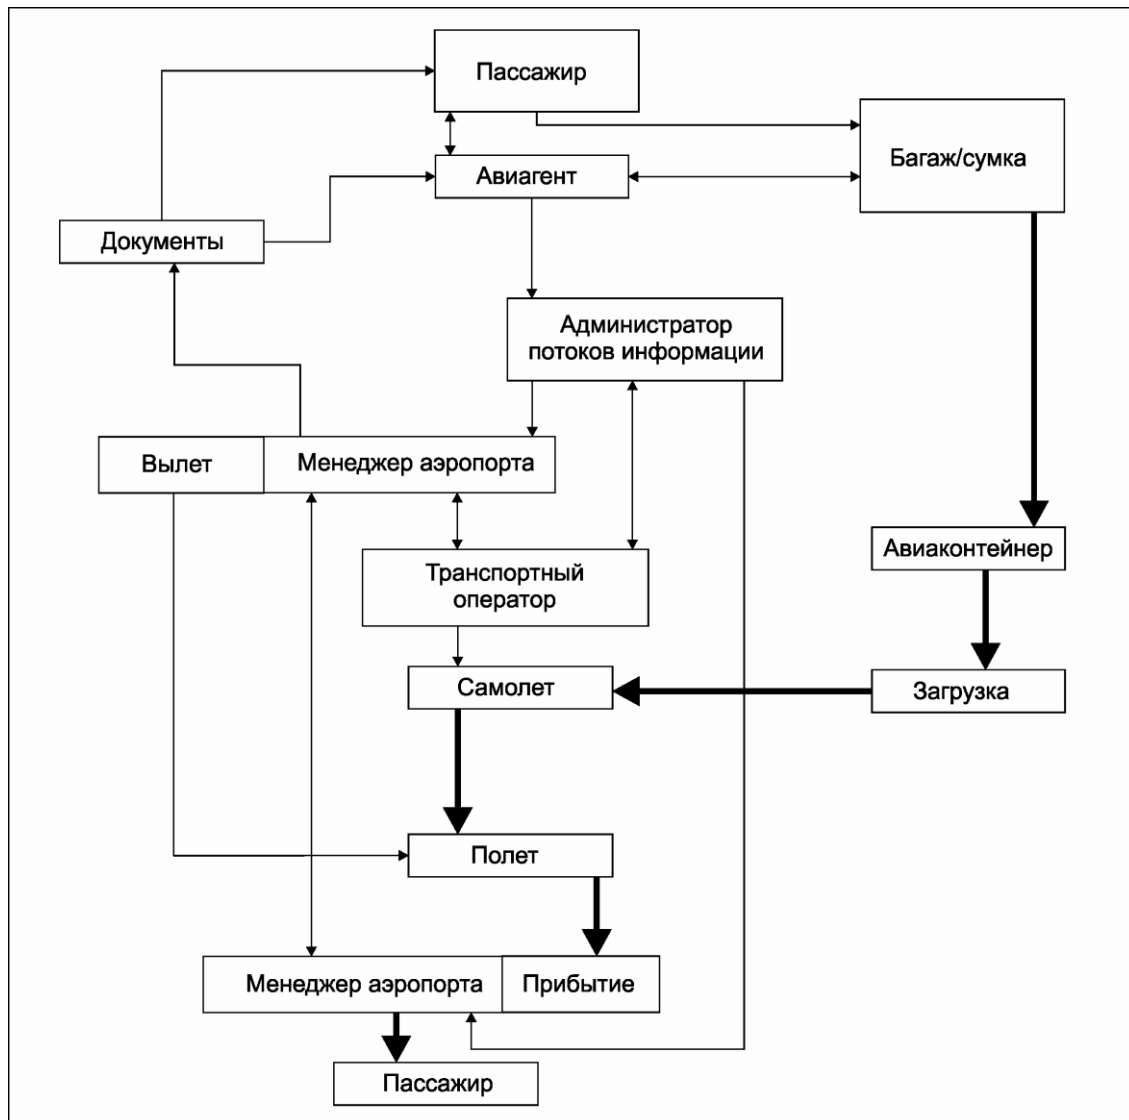 Пассажир
Багаж/сумка
Авиагент
Документы
Администратор
потоков информации
Вылет
Менеджер аэропорта
Авиаконтейнер
Транспортный
оператор
Самолет
Загрузка
Полет
Менеджер аэропорта
Прибытие
Пассажир